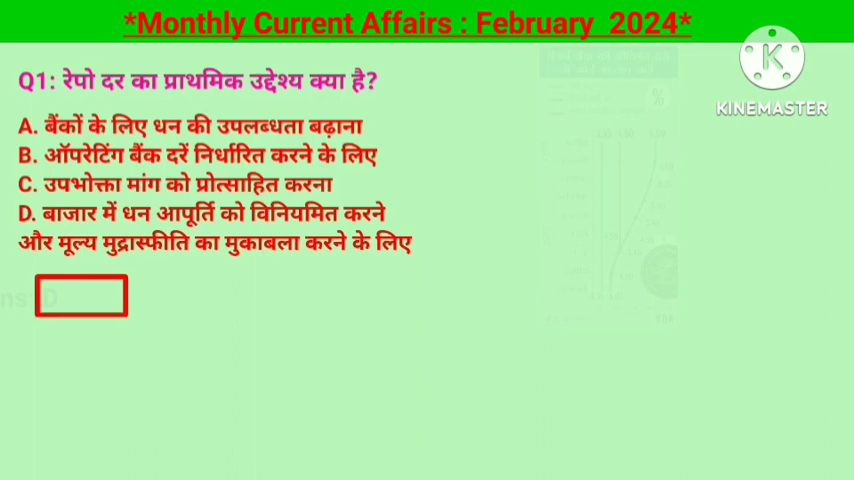 *Monthly Current Affairs : February 2024*
KINEMASTER
Q1: रेपो दर का प्राथमिक उद्देश्य क्या है?
A. बैंकों के लिए धन की उपलब्धता बढ़ाना
B. ऑपरेटिंग बैंक दरें निर्धारित करने के लिए
C. उपभोक्ता मांग को प्रोत्साहित करना
D. बाजार में धन आपूर्ति को विनियमित करने
और मूल्य मुद्रास्फीति का मुकाबला करने के लिए
D